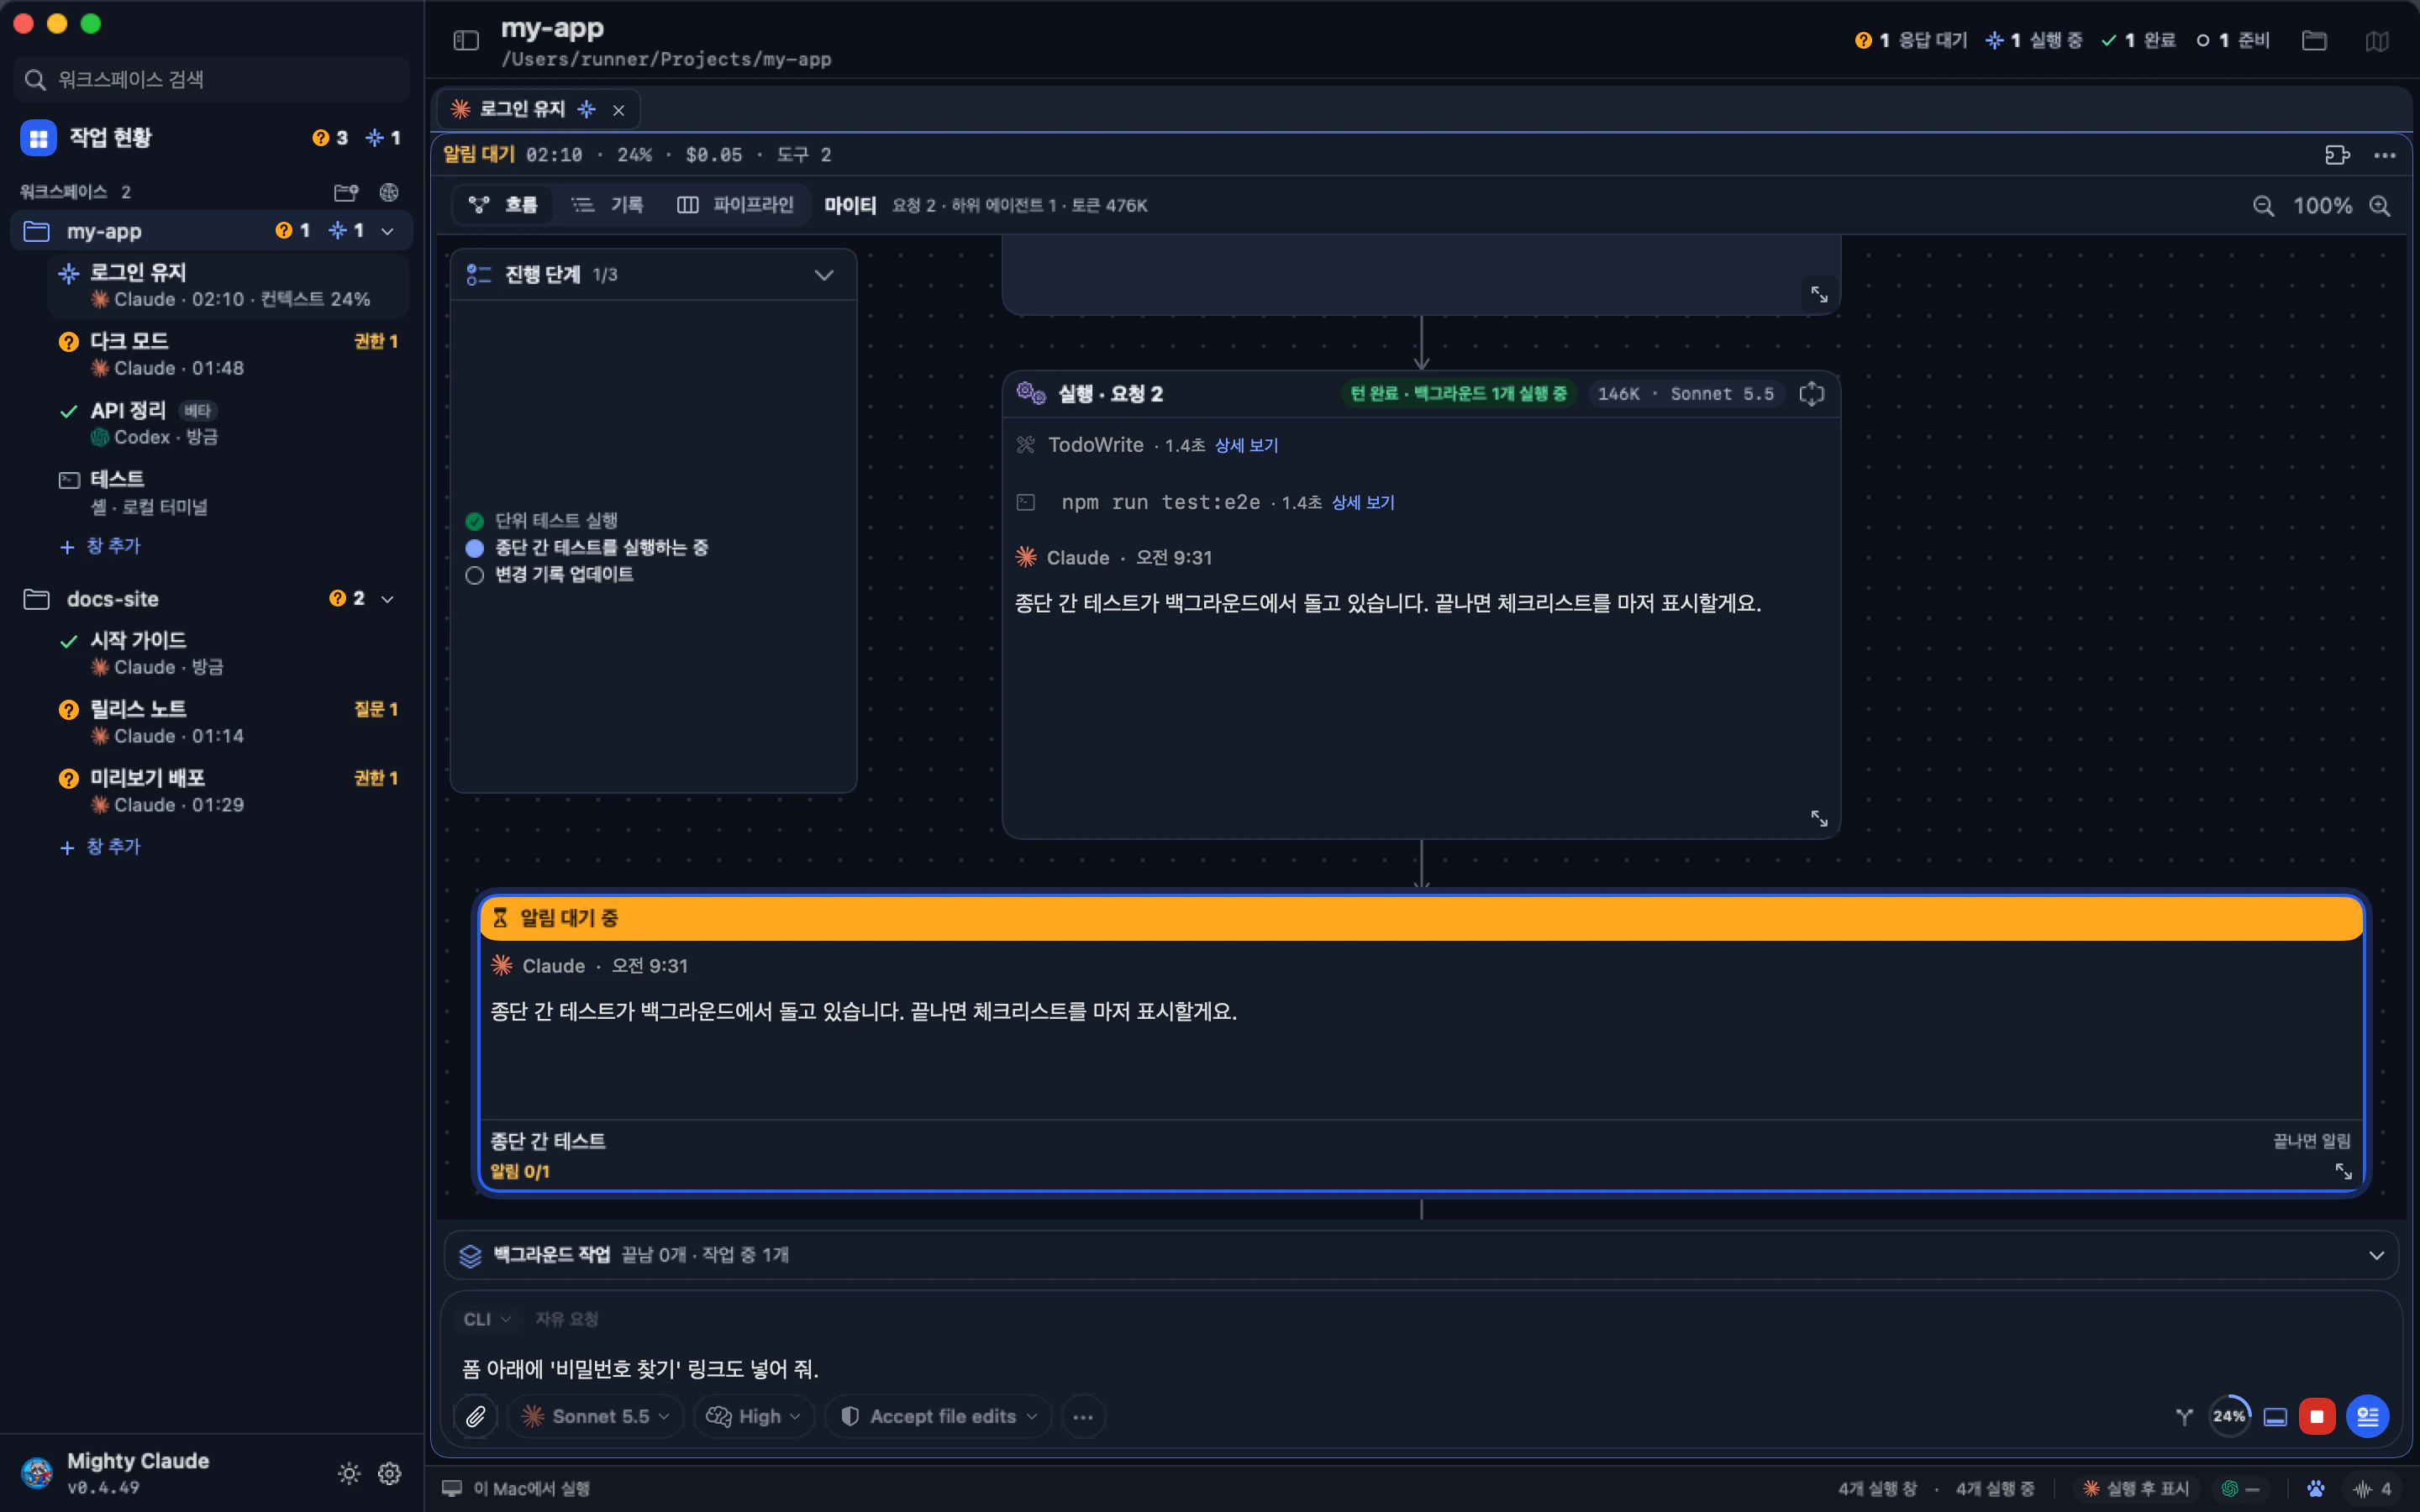 my-app
/Users/runner/Projects/my-app
1 응답 대기 1 실행 중 1 완료 1 준비
워크스페이스 검색
작업 현황 3 1
워크스페이스 2
my-app 1 1
로그인 유지
Claude · 02:10 · 컨텍스트 24%
다크 모드 권한 1
Claude · 01:48
API 정리 베타
Codex · 방금
테스트
셸 · 로컬 터미널
+ 창 추가
docs-site 2
시작 가이드
Claude · 방금
릴리스 노트 질문 1
Claude · 01:14
미리보기 배포 권한 1
Claude · 01:29
+ 창 추가
Mighty Claude
v0.4.49
로그인 유지
알림 대기 02:10 · 24% · $0.05 · 도구 2
흐름 기록 파이프라인 마이티 요청 2 · 하위 에이전트 1 · 토큰 476K
100%
진행 단계 1/3
단위 테스트 실행
종단 간 테스트를 실행하는 중
변경 기록 업데이트
실행 · 요청 2 턴 완료 · 백그라운드 1개 실행 중 146K · Sonnet 5.5
TodoWrite · 1.4초 상세 보기
npm run test:e2e · 1.4초 상세 보기
Claude · 오전 9:31
종단 간 테스트가 백그라운드에서 돌고 있습니다. 끝나면 체크리스트를 마저 표시할게요.
알림 대기 중
Claude · 오전 9:31
종단 간 테스트가 백그라운드에서 돌고 있습니다. 끝나면 체크리스트를 마저 표시할게요.
종단 간 테스트 끝나면 알림
알림 0/1
백그라운드 작업 끝남 0개 · 작업 중 1개
CLI 자유 요청
폼 아래에 '비밀번호 찾기' 링크도 넣어 줘.
Sonnet 5.5 High Accept file edits 24%
이 Mac에서 실행 4개 실행 창 · 4개 실행 중 실행 후 표시 — 4